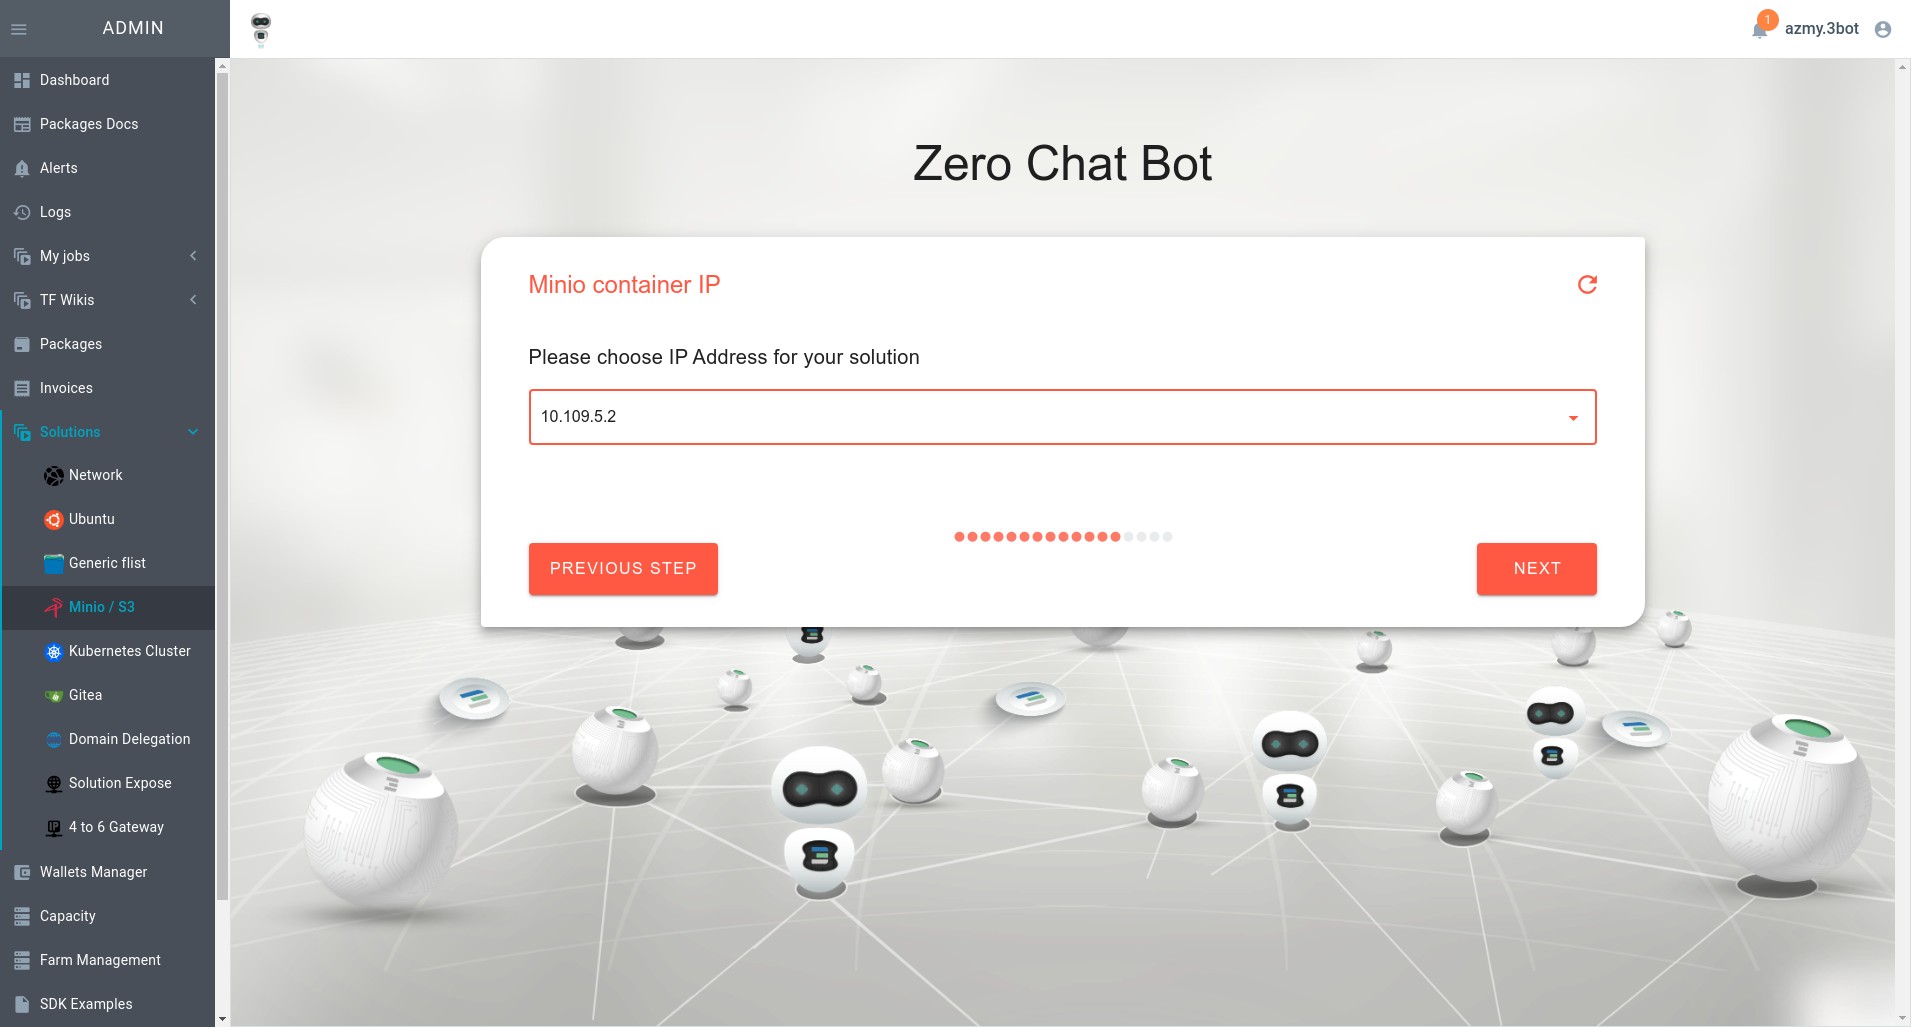 ADMIN
1
azmy.3bot
Dashboard
Packages Docs
Alerts
Logs
My jobs
TF Wikis
Packages
Invoices
Solutions
Network
Ubuntu
Generic flist
Minio / S3
Kubernetes Cluster
Gitea
Domain Delegation
Solution Expose
4 to 6 Gateway
Wallets Manager
Capacity
Farm Management
SDK Examples
Zero Chat Bot
Minio container IP
Please choose IP Address for your solution
10.109.5.2
PREVIOUS STEP
NEXT